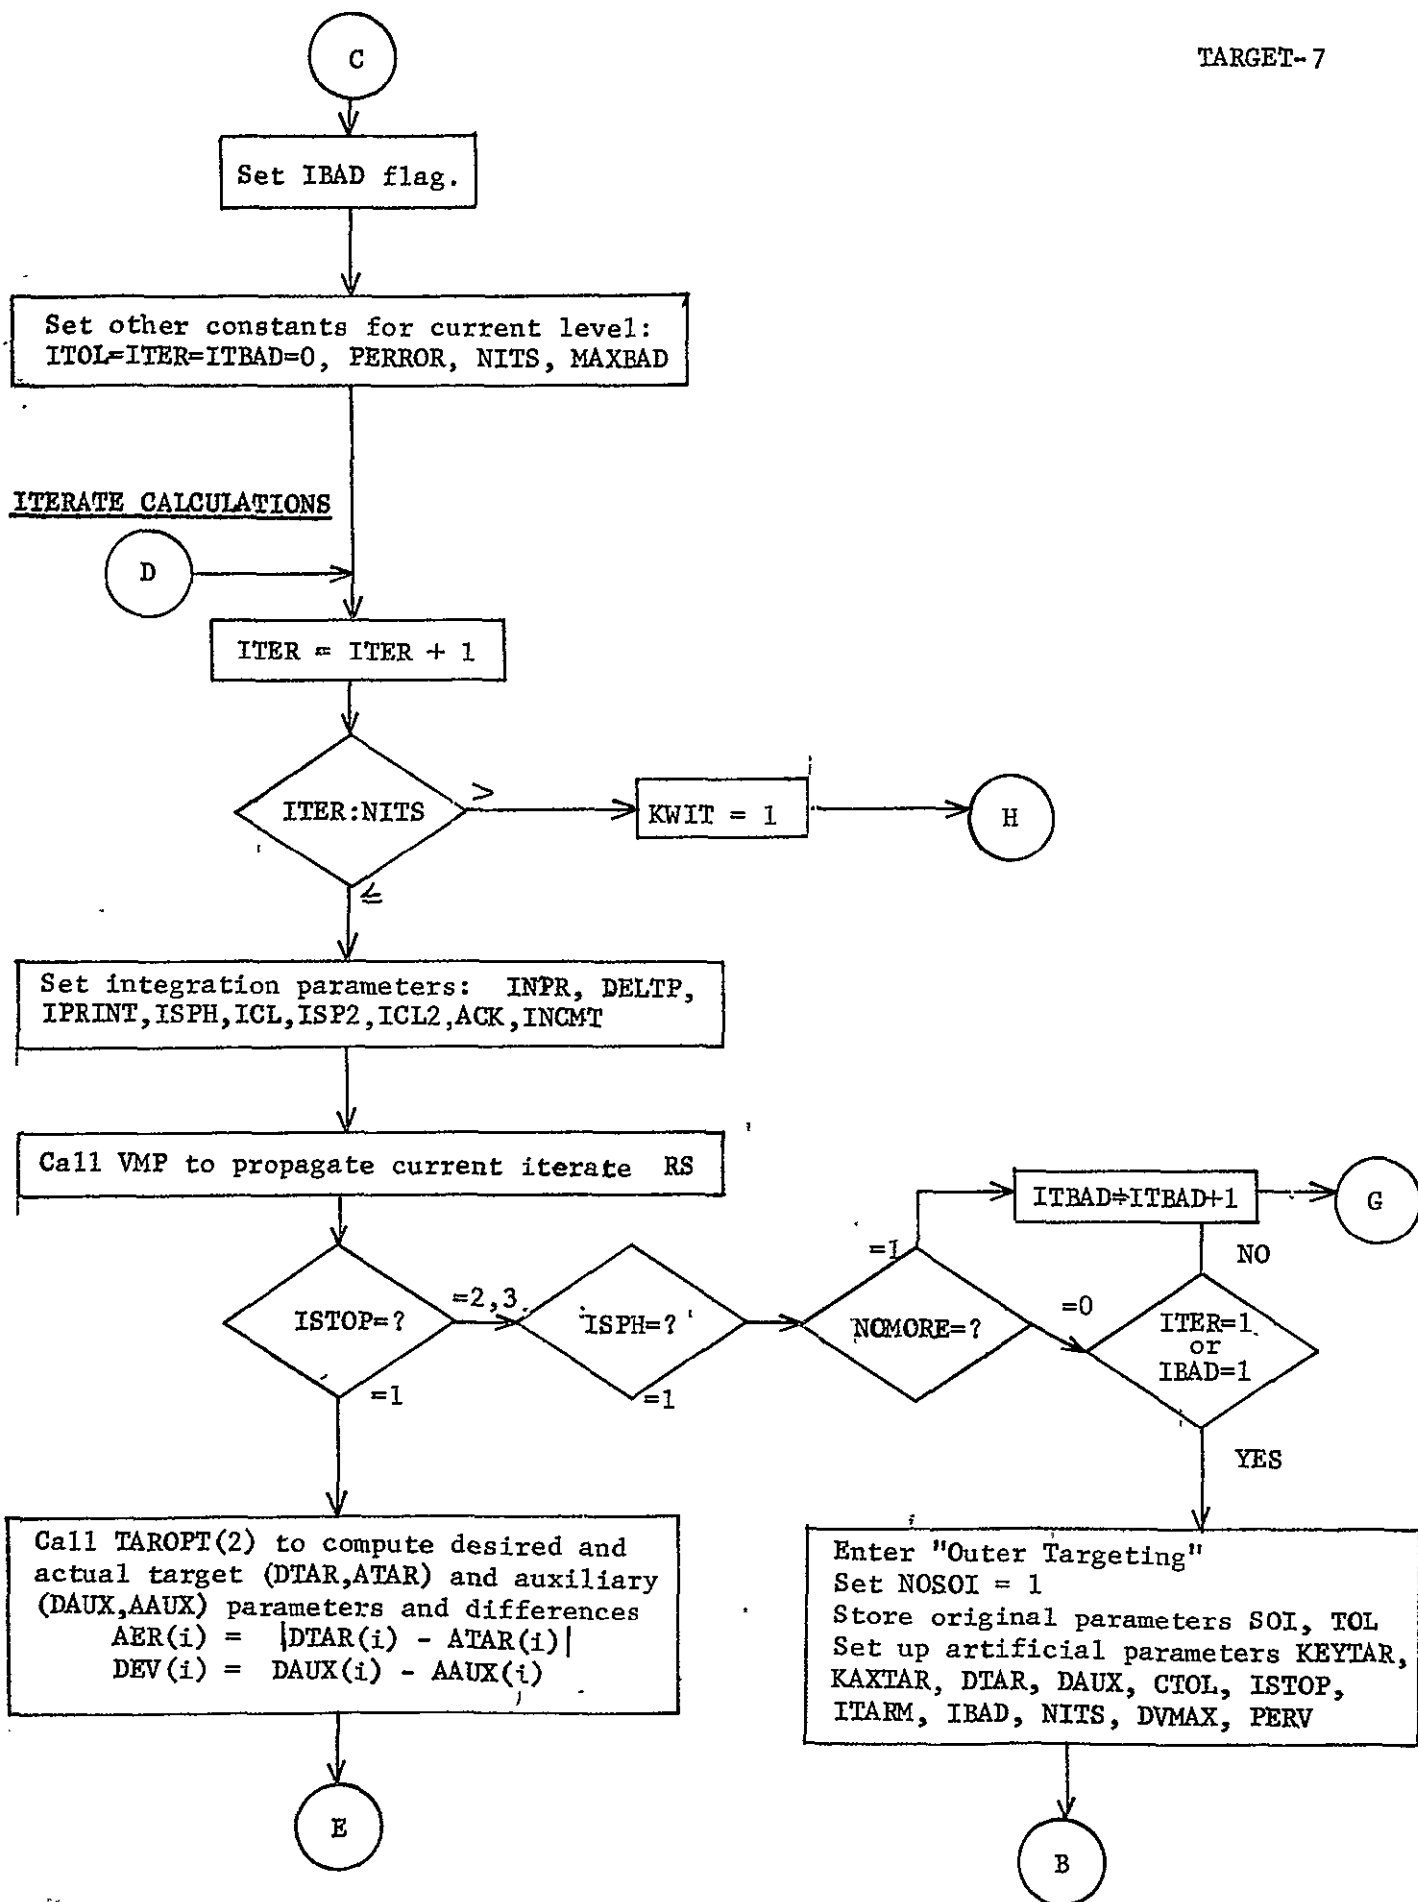 TARGET-7
C
Set IBAD flag.
Set other constants for current level:
ITOL=ITER=ITBAD=0, PERROR, NITS, MAXBAD
ITERATE CALCULATIONS
D
ITER = ITER + 1
ITER:NITS
>
KWIT = 1
H
≤
Set integration parameters: INPR, DELTP,
IPRINT,ISPH,ICL,ISP2,ICL2,ACK,INCMT
Call VMP to propagate current iterate RS
ITBAD=ITBAD+1
G
ISTOP=?
=2,3
=1
ISPH=?
=1
NOMORE=?
=1
=0
ITER=1
or
IBAD=1
NO
YES
Call TAROPT(2) to compute desired and
actual target (DTAR,ATAR) and auxiliary
(DAUX,AAUX) parameters and differences
AER(i) = |DTAR(i) - ATAR(i)|
DEV(i) = DAUX(i) - AAUX(i)
E
Enter "Outer Targeting"
Set NOSOI = 1
Store original parameters SOI, TOL
Set up artificial parameters KEYTAR,
KAXTAR, DTAR, DAUX, CTOL, ISTOP,
ITARM, IBAD, NITS, DVMAX, PERV
B